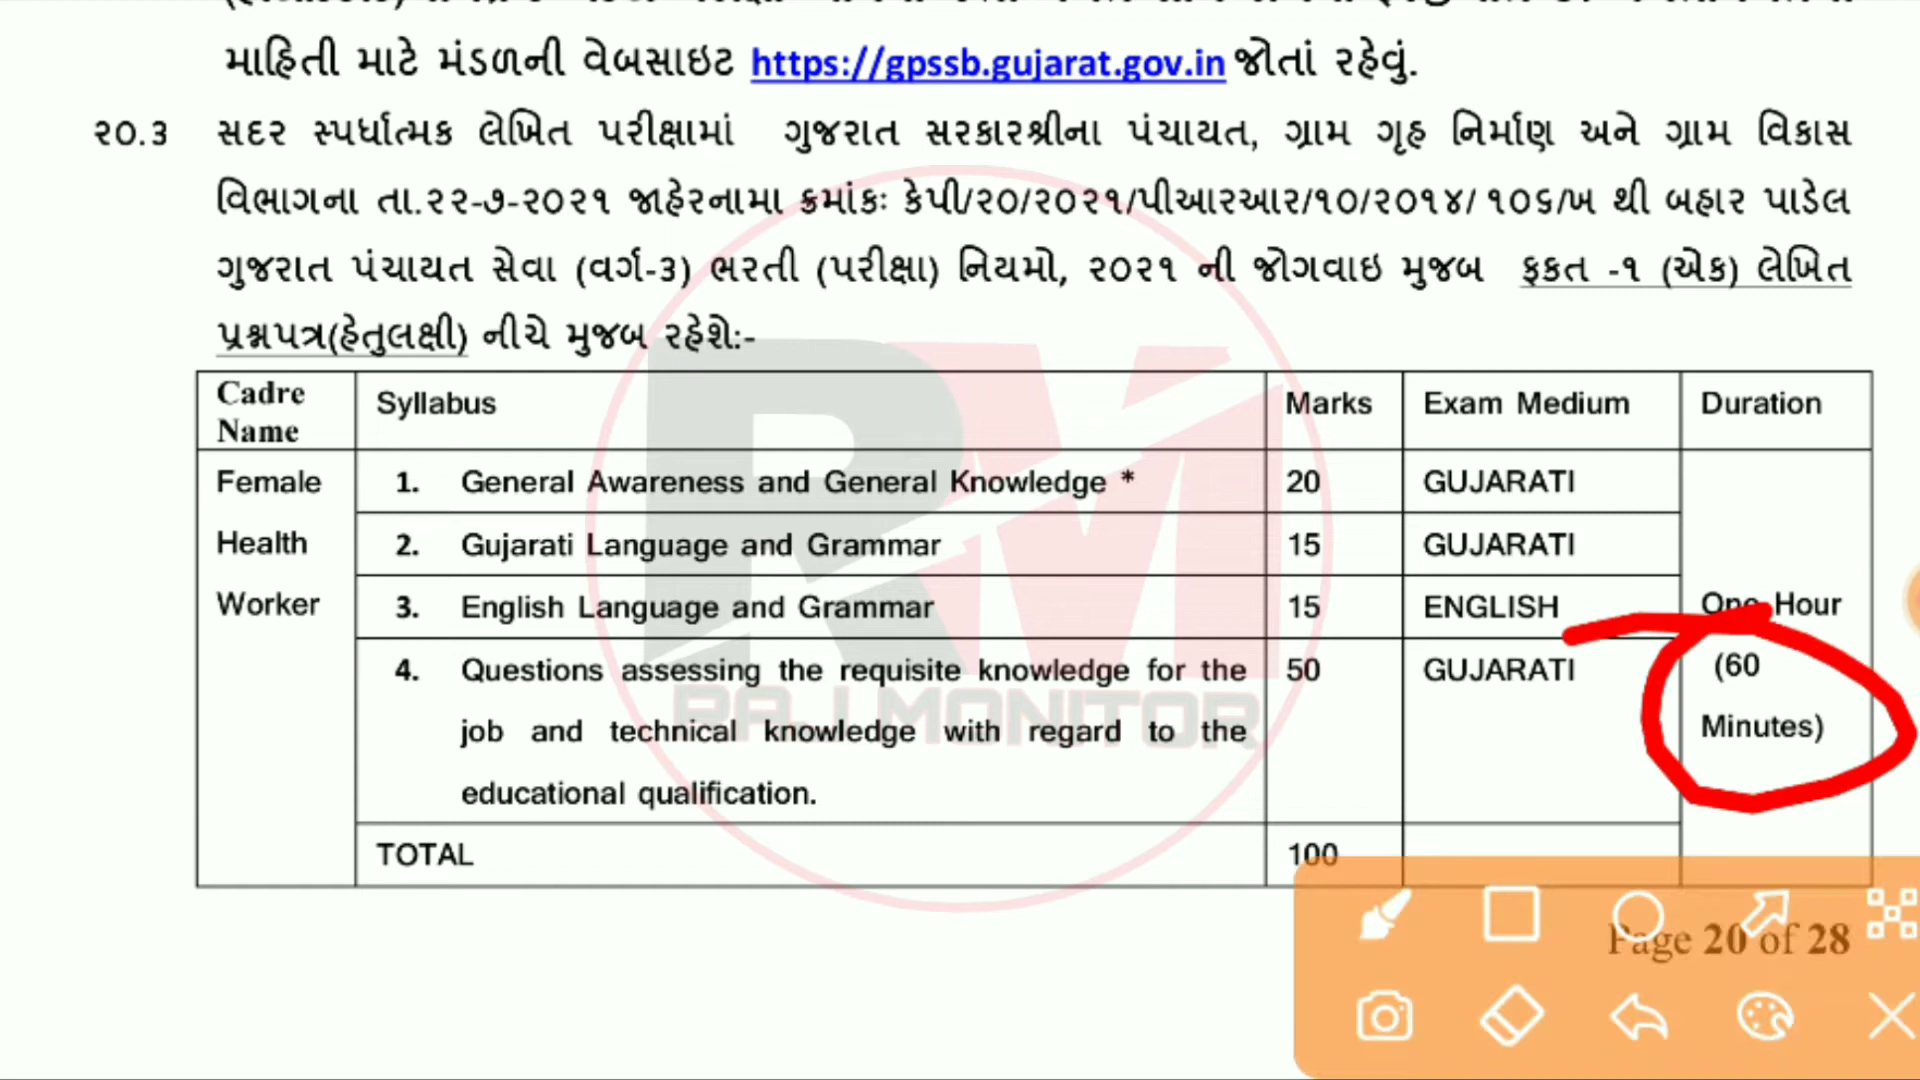 માહિતી માટે મંડળની વેબસાઇટ https://gpssb.gujarat.gov.in જોતાં રહેવું.
૨૦.૩ સદર સ્પર્ધાત્મક લેખિત પરીક્ષામાં ગુજરાત સરકારશ્રીના પંચાયત, ગ્રામ ગૃહ નિર્માણ અને ગ્રામ વિકાસ
વિભાગના તા.૨૨-૭-૨૦૨૧ જાહેરનામા ક્રમાંકઃ કેપી/૨૦/૨૦૨૧/પીઆરઆર/૧૦/૨૦૧૪/ ૧૦૬/ખ થી બહાર પાડેલ
ગુજરાત પંચાયત સેવા (વર્ગ-૩) ભરતી (પરીક્ષા) નિયમો, ૨૦૨૧ ની જોગવાઇ મુજબ ફકત -૧ (એક) લેખિત
પ્રશ્નપત્ર(હેતુલક્ષી) નીચે મુજબ રહેશે:-
Cadre Name Syllabus Marks Exam Medium Duration
Female 1. General Awareness and General Knowledge * 20 GUJARATI
Health 2. Gujarati Language and Grammar 15 GUJARATI
Worker 3. English Language and Grammar 15 ENGLISH One Hour
4. Questions assessing the requisite knowledge for the 50 GUJARATI (60
job and technical knowledge with regard to the Minutes)
educational qualification.
TOTAL 100
RAJ MONITOR
Page 20 of 28